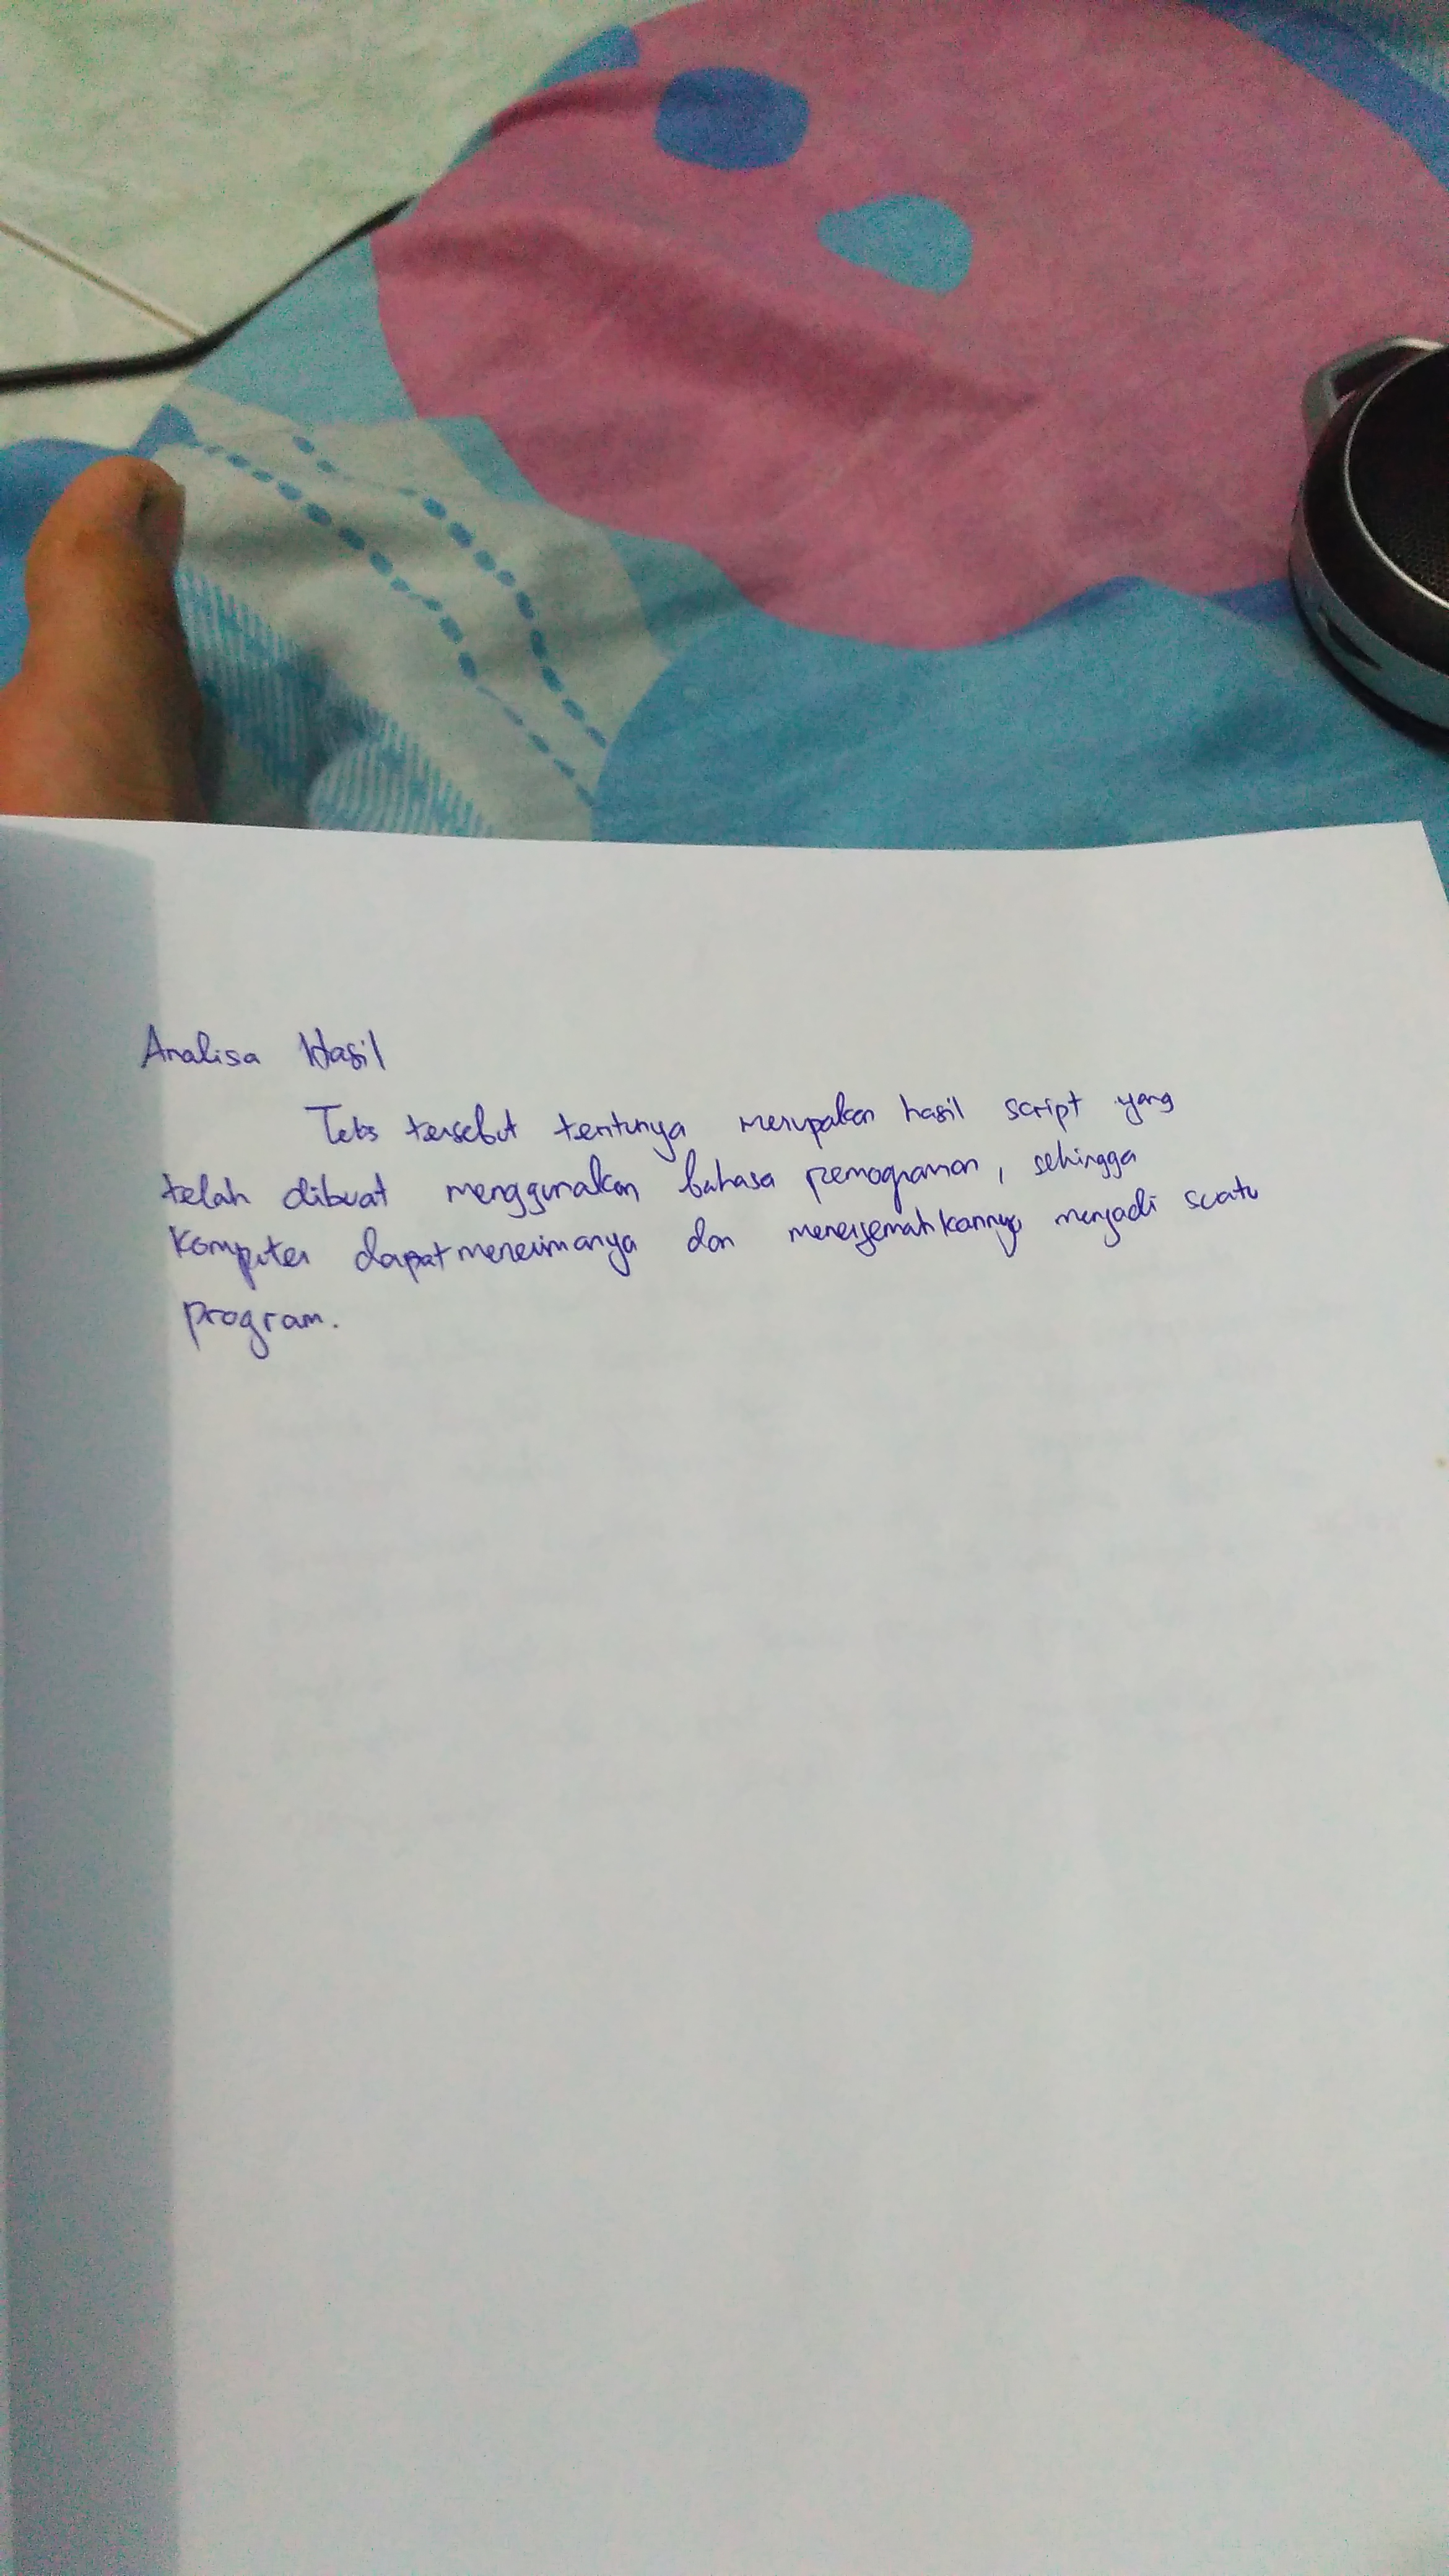 Analisa Hasil
Teks tersebut tentunya merupakan hasil script yang
telah dibuat menggunakan bahasa pemograman, sehingga
Komputer dapat menerimanya dan menerjemahkannya menjadi suatu
program.